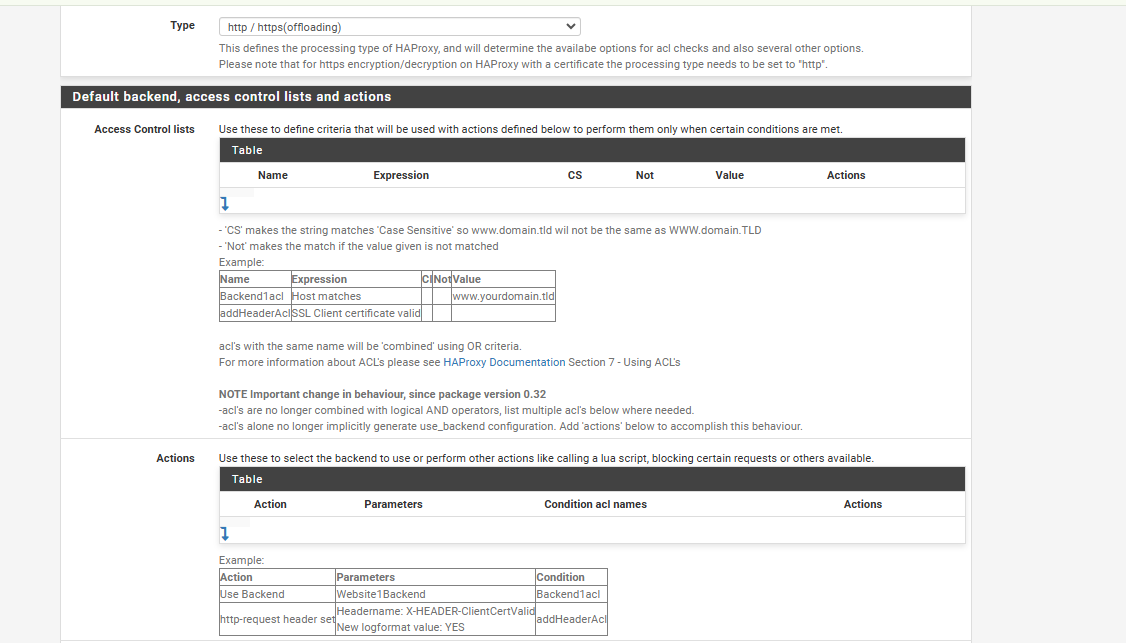 Type
http / https(offloading)
This defines the processing type of HAProxy, and will determine the availabe options for acl checks and also several other options.
Please note that for https encryption/decryption on HAProxy with a certificate the processing type needs to be set to "http".
Default backend, access control lists and actions
Access Control lists
Use these to define criteria that will be used with actions defined below to perform them only when certain conditions are met.
Table
Name Expression CS Not Value Actions
- 'CS' makes the string matches 'Case Sensitive' so www.domain.tld wil not be the same as WWW.domain.TLD
- 'Not' makes the match if the value given is not matched
Example:
Name Expression CI Not Value
Backend1acl Host matches www.yourdomain.tld
addHeaderAcl SSL Client certificate valid
acl's with the same name will be 'combined' using OR criteria.
For more information about ACL's please see HAProxy Documentation Section 7 - Using ACL's
NOTE Important change in behaviour, since package version 0.32
-acl's are no longer combined with logical AND operators, list multiple acl's below where needed.
-acl's alone no longer implicitly generate use_backend configuration. Add 'actions' below to accomplish this behaviour.
Actions
Use these to select the backend to use or perform other actions like calling a lua script, blocking certain requests or others available.
Table
Action Parameters Condition acl names Actions
Example:
Action Parameters Condition
Use Backend Website1Backend Backend1acl
http-request header set Headername: X-HEADER-ClientCertValid addHeaderAcl
New logformat value: YES